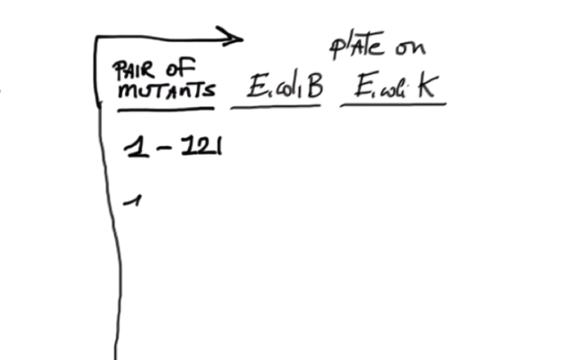 plate on
PAIR OF
MUTANTS E.coli B E.coli K
1 - 121
1